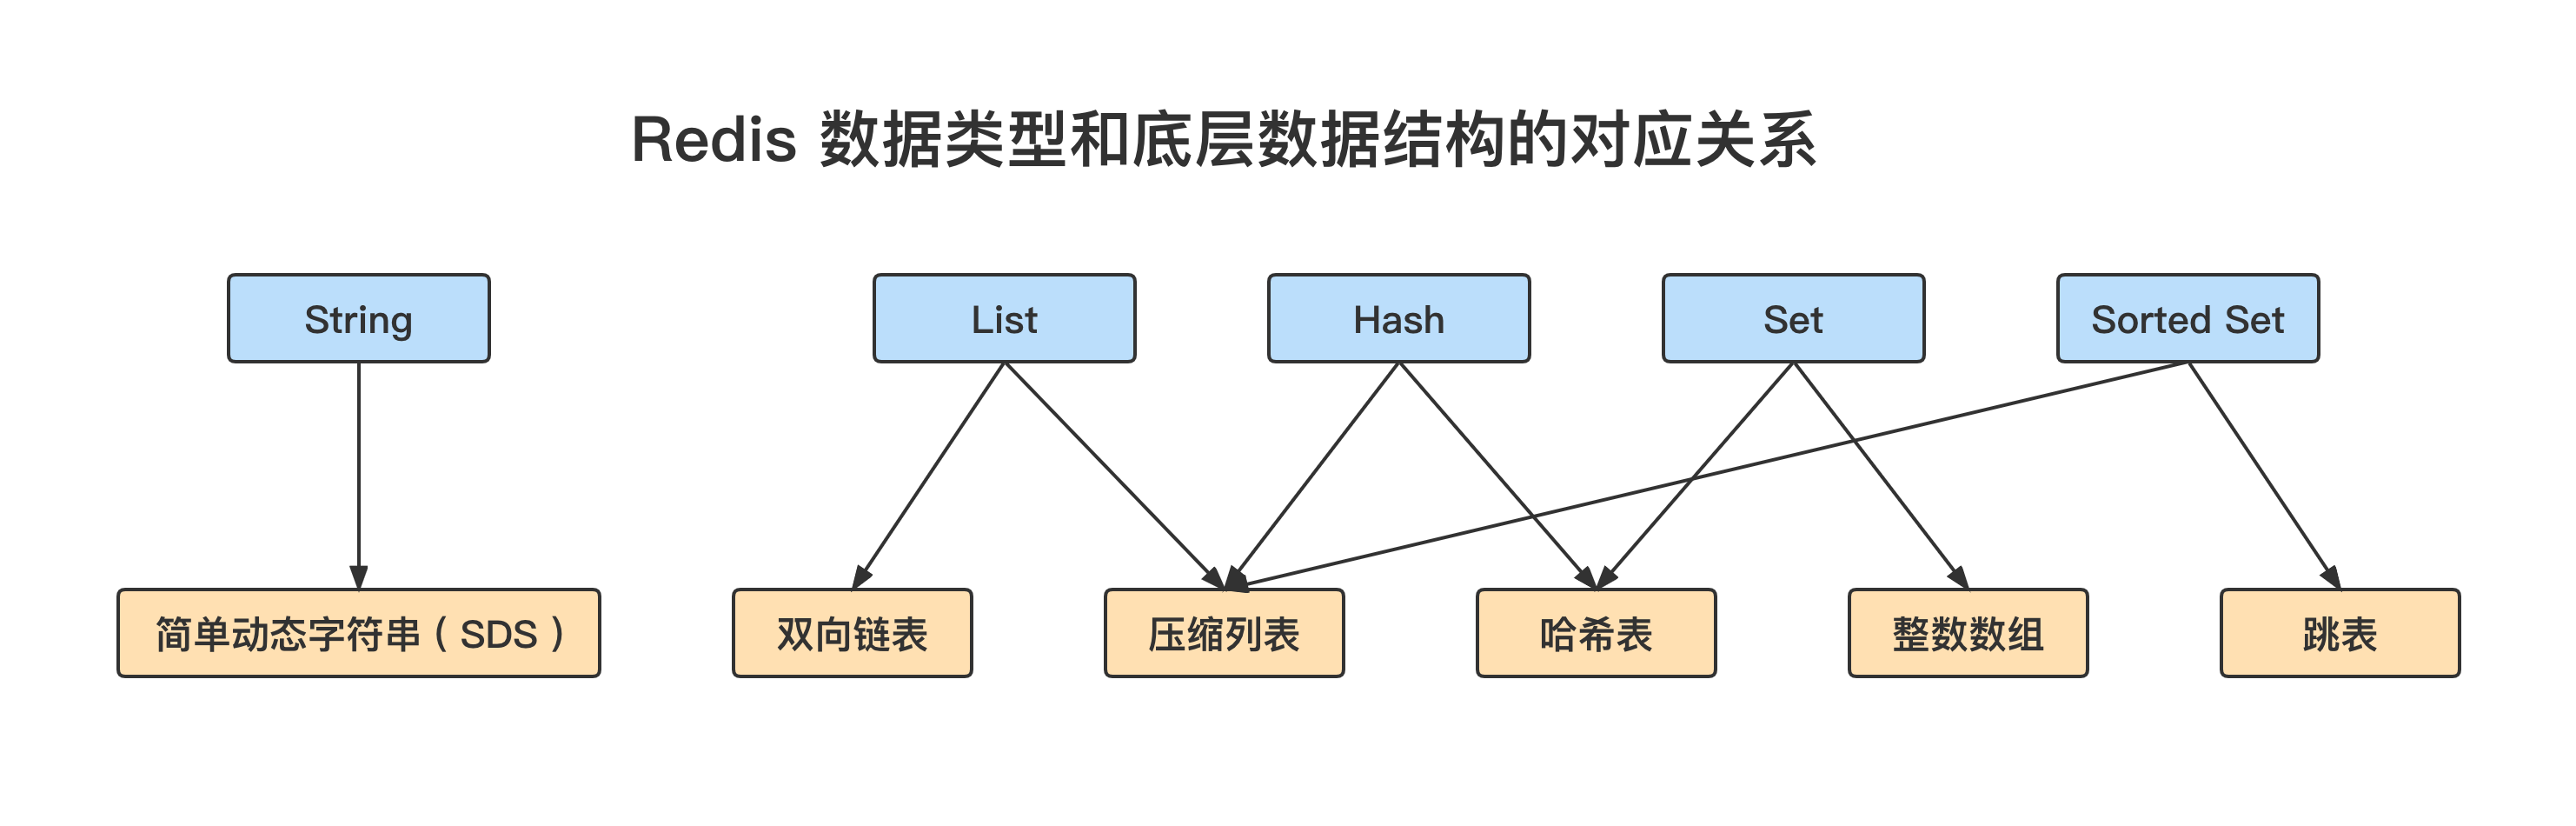 Redis 数据类型和底层数据结构的对应关系
String
List
Hash
Set
Sorted Set
简单动态字符串（SDS）
双向链表
压缩列表
哈希表
整数数组
跳表